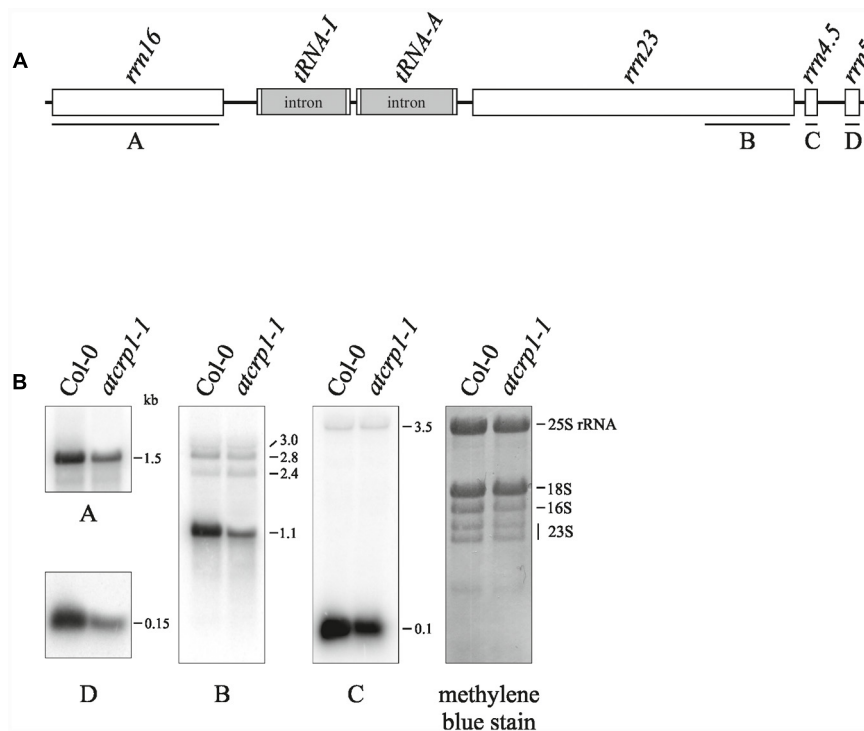 A
rrn16
tRNA-I
tRNA-A
rrn23
rrn4.5
rrn5
intron
intron
A
B
C
D
B
Col-0
atcrp1-1
kb
1.5
A
0.15
D
Col-0
atcrp1-1
3.0
2.8
2.4
1.1
B
Col-0
atcrp1-1
3.5
0.1
C
Col-0
atcrp1-1
25S rRNA
18S
16S
23S
methylene
blue stain